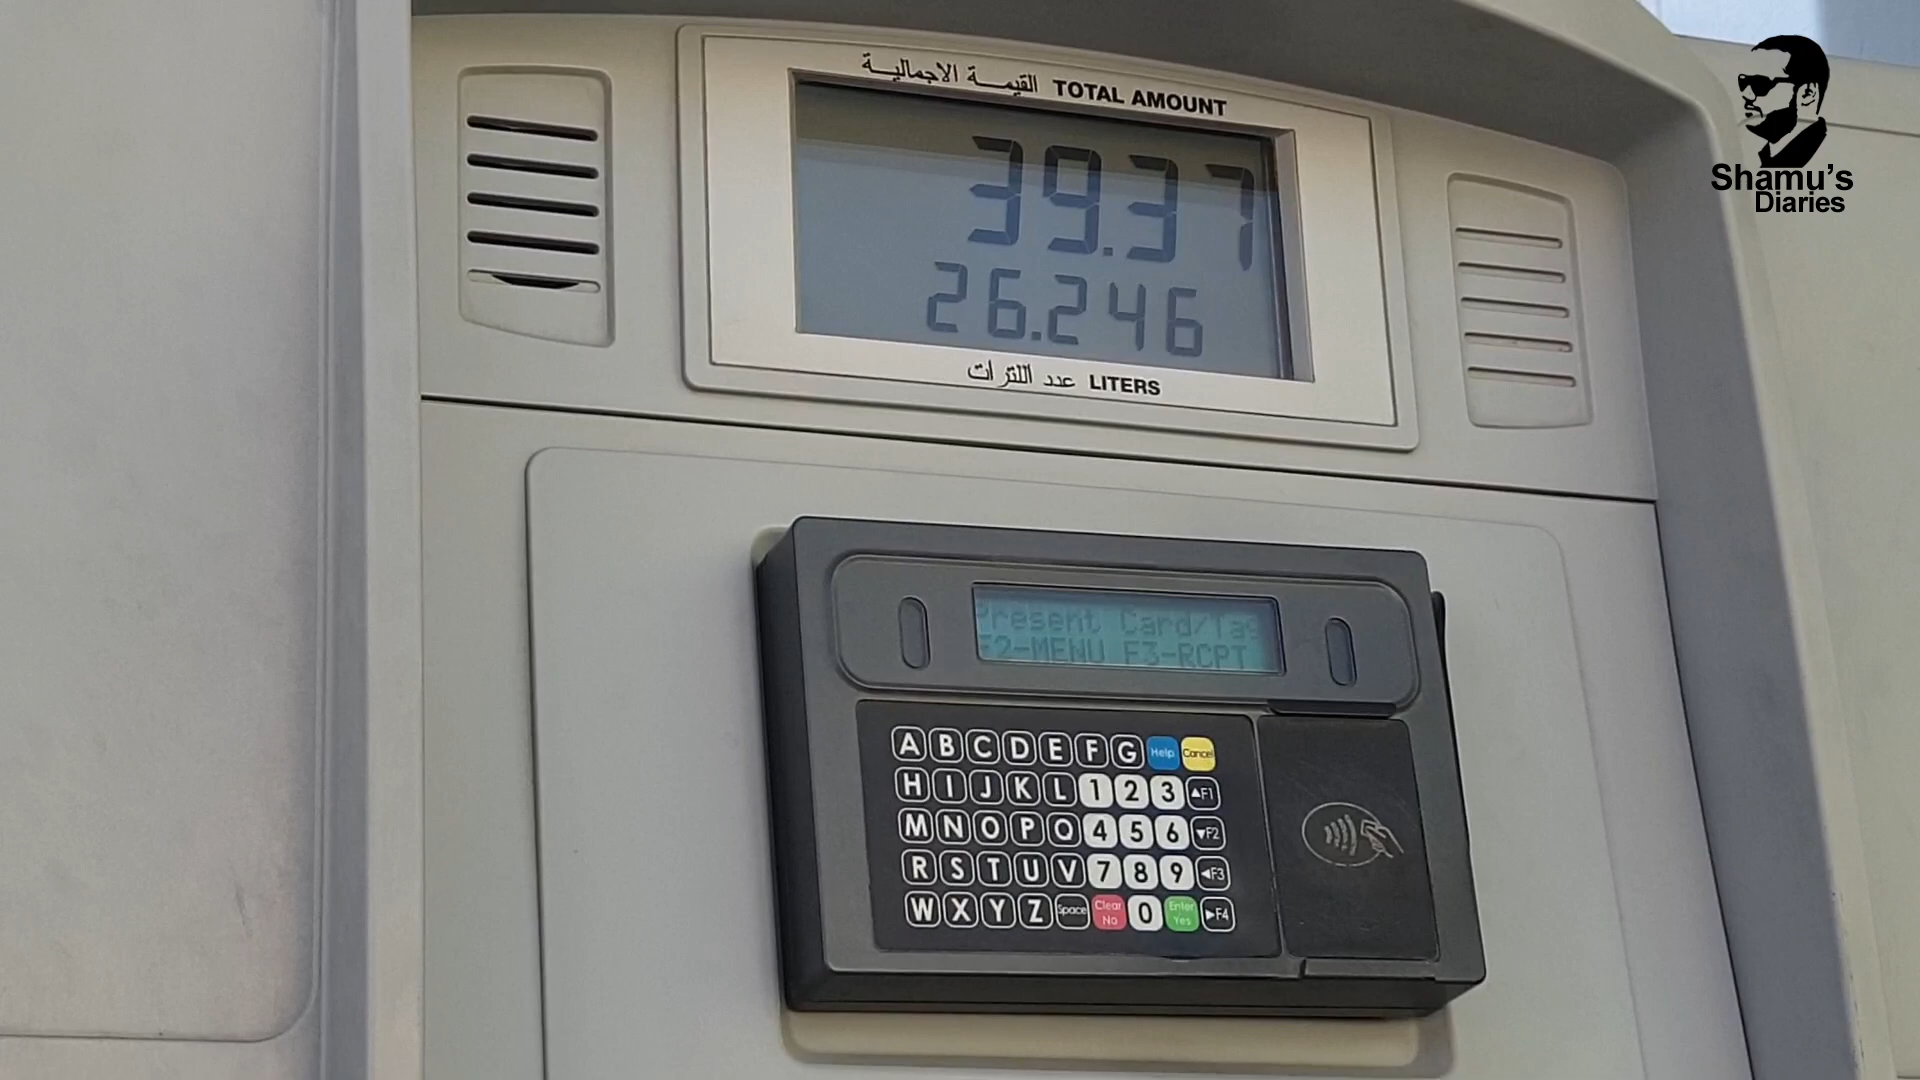 القيمة الاجمالية TOTAL AMOUNT
39.37
26.246
عدد اللترات LITERS
Shamu's
Diaries
Present Card/Tag
F2-MENU F3-RCPT
A B C D E F G Help Cancel
H I J K L 1 2 3 ▲F1
M N O P Q 4 5 6 ▼F2
R S T U V 7 8 9 ◀F3
W X Y Z Space Clear No 0 Enter Yes ▶F4